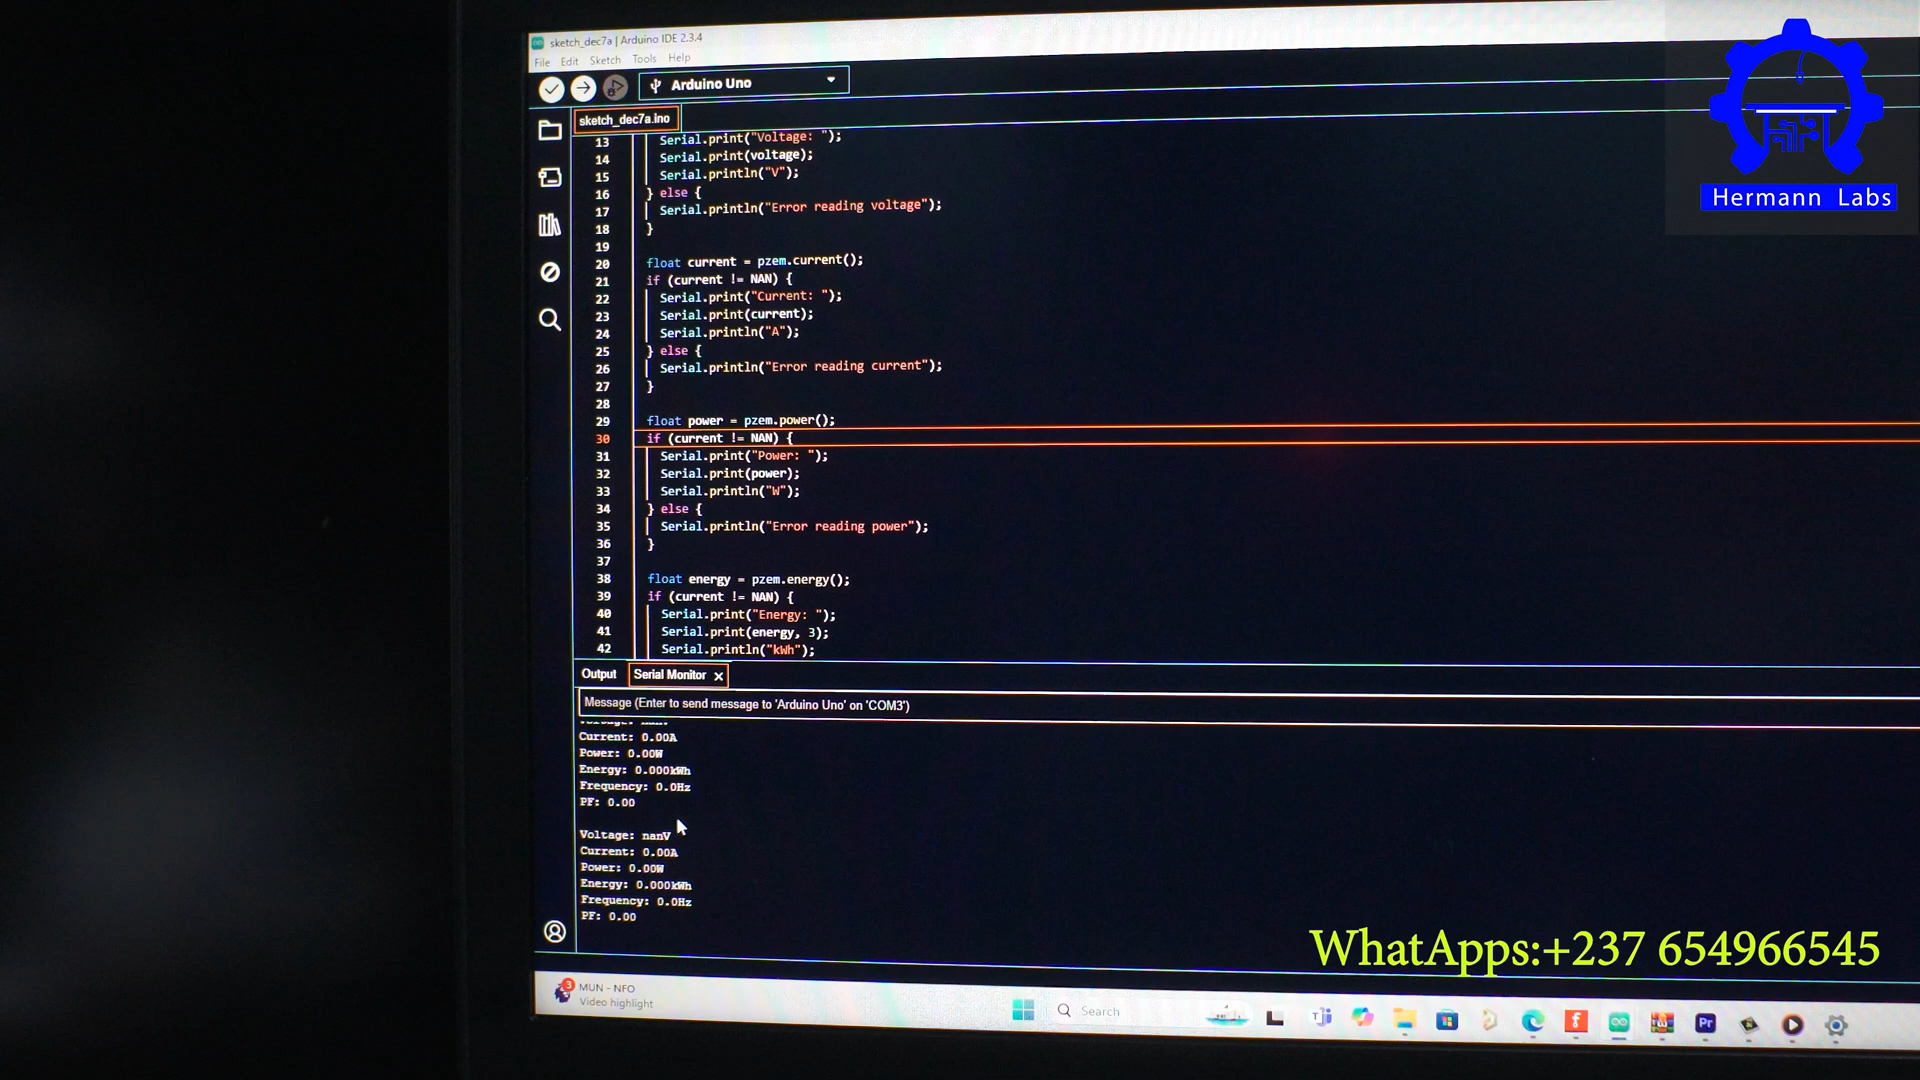 sketch_dec7a | Arduino IDE 2.3.4
File Edit Sketch Tools Help
Arduino Uno
sketch_dec7a.ino
13 Serial.print("Voltage: ");
14 Serial.print(voltage);
15 Serial.println("V");
16 } else {
17 Serial.println("Error reading voltage");
18 }
19
20 float current = pzem.current();
21 if (current != NAN) {
22 Serial.print("Current: ");
23 Serial.print(current);
24 Serial.println("A");
25 } else {
26 Serial.println("Error reading current");
27 }
28
29 float power = pzem.power();
30 if (current != NAN) {
31 Serial.print("Power: ");
32 Serial.print(power);
33 Serial.println("W");
34 } else {
35 Serial.println("Error reading power");
36 }
37
38 float energy = pzem.energy();
39 if (current != NAN) {
40 Serial.print("Energy: ");
41 Serial.print(energy, 3);
42 Serial.println("kWh");
Output Serial Monitor
Message (Enter to send message to 'Arduino Uno' on 'COM3')
Current: 0.00A
Power: 0.00W
Energy: 0.000kWh
Frequency: 0.0Hz
PF: 0.00
Voltage: nanV
Current: 0.00A
Power: 0.00W
Energy: 0.000kWh
Frequency: 0.0Hz
PF: 0.00
3
MUN - NFO
Video highlight
Search
Pr
Hermann Labs
WhatApps:+237 654966545